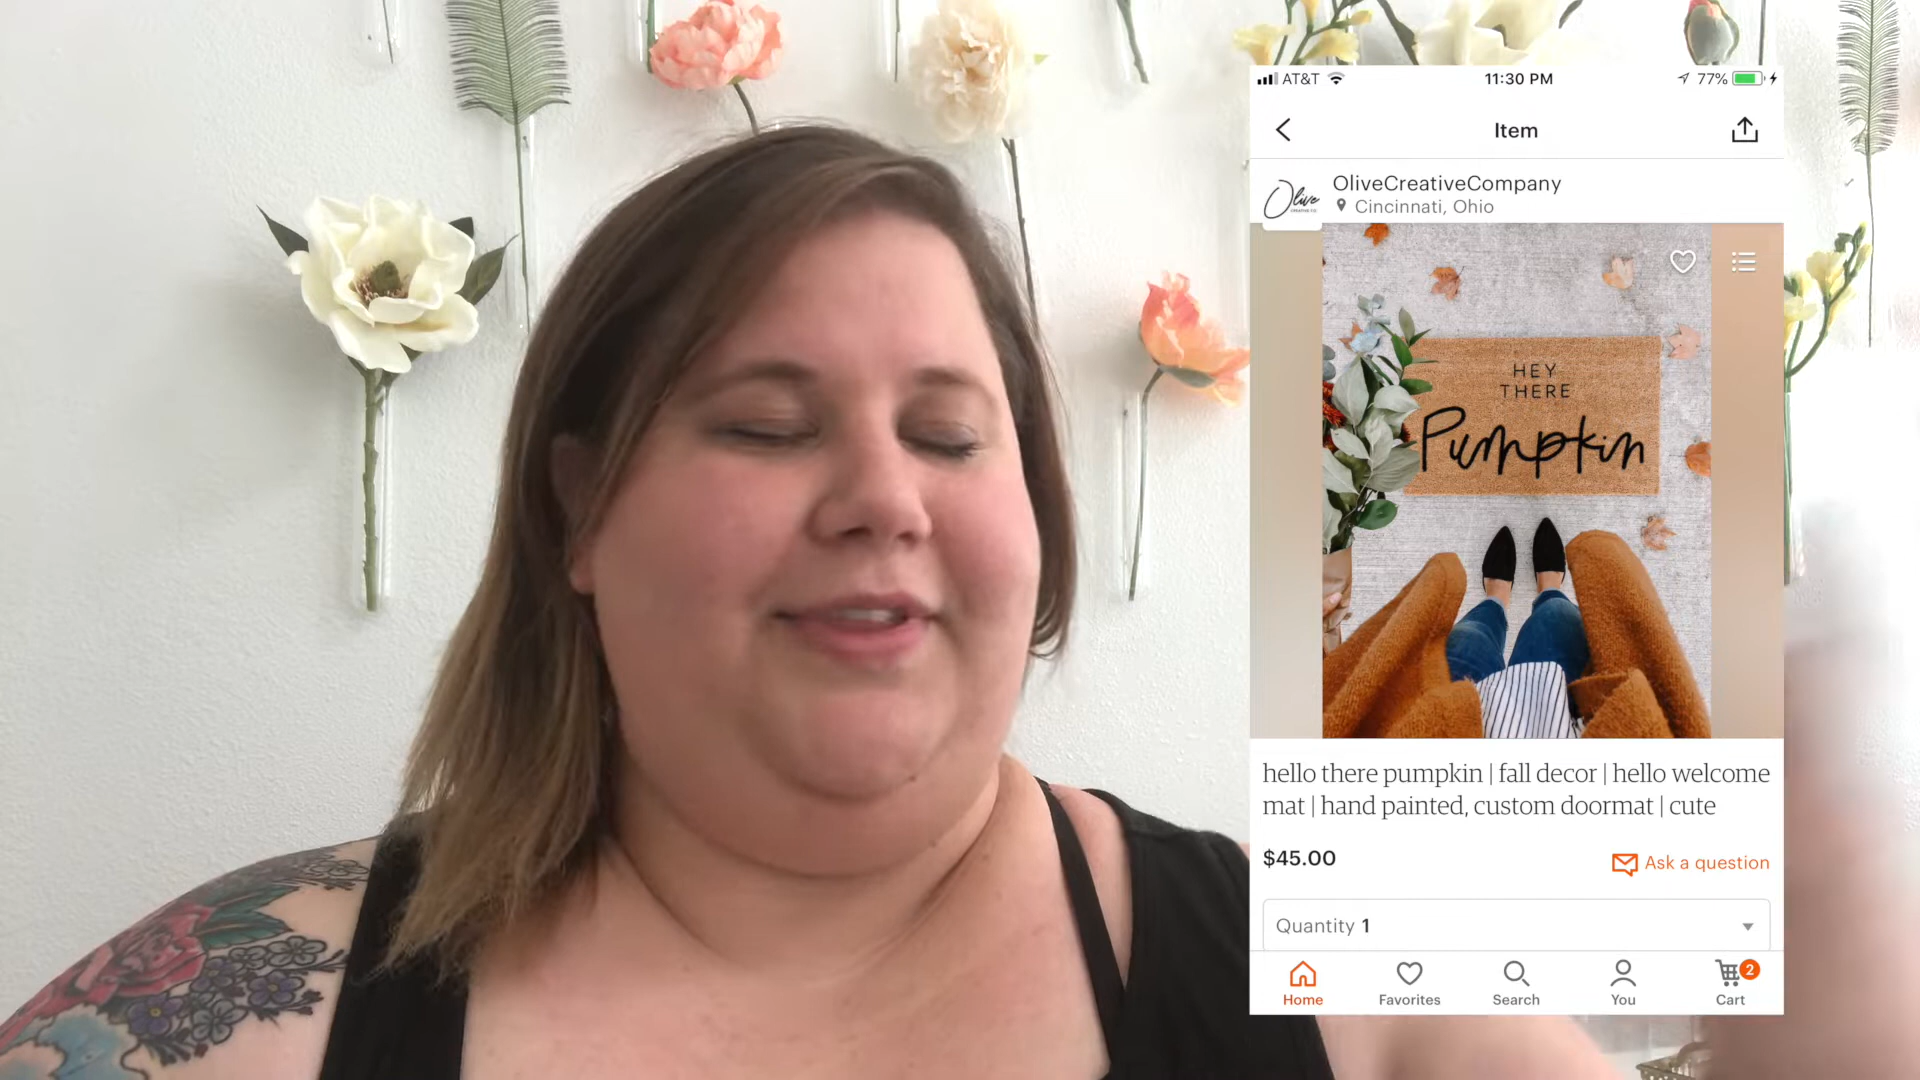 AT&T
11:30 PM
77%
Item
Olive
OliveCreativeCompany
Cincinnati, Ohio
HEY
THERE
Pumpkin
hello there pumpkin | fall decor | hello welcome
mat | hand painted, custom doormat | cute
$45.00
Ask a question
Quantity 1
Home
Favorites
Search
You
2
Cart